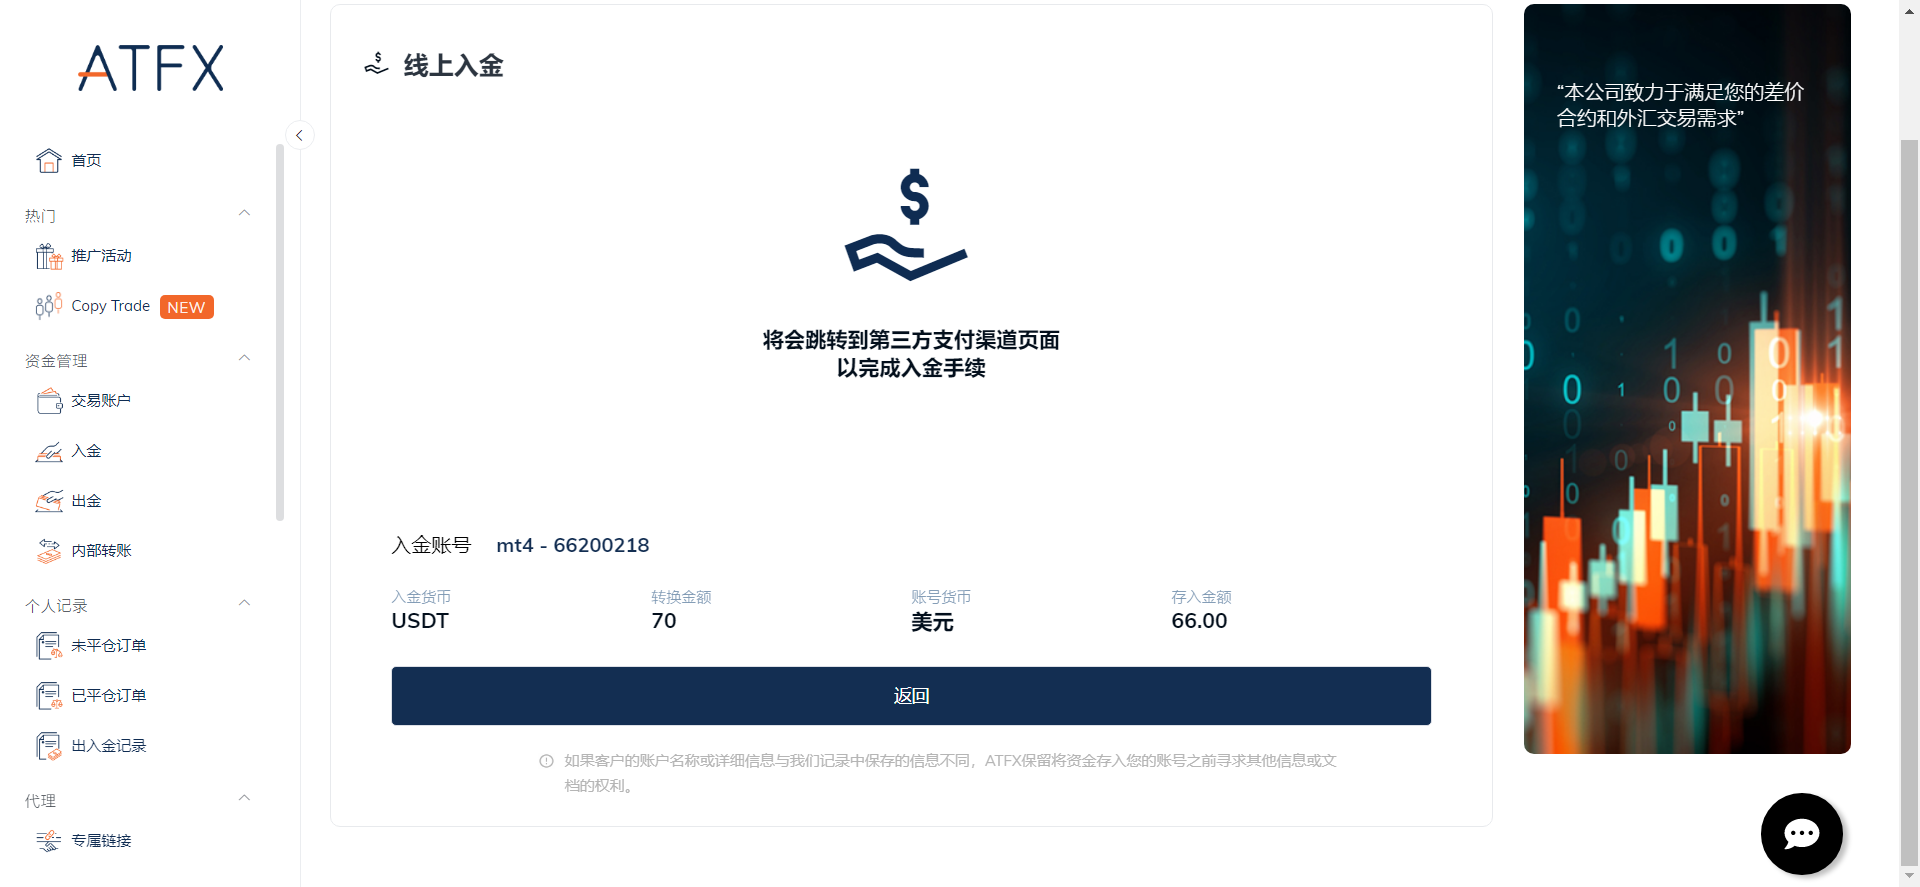 ATFX
首页
热门
推广活动
Copy Trade NEW
资金管理
交易账户
入金
出金
内部转账
个人记录
未平仓订单
已平仓订单
出入金记录
代理
专属链接
线上入金
将会跳转到第三方支付渠道页面
以完成入金手续
入金账号 mt4 - 66200218
入金货币 转换金额 账号货币 存入金额
USDT 70 美元 66.00
返回
如果客户的账户名称或详细信息与我们记录中保存的信息不同，ATFX保留将资金存入您的账号之前寻求其他信息或文
档的权利。
“本公司致力于满足您的差价
合约和外汇交易需求”